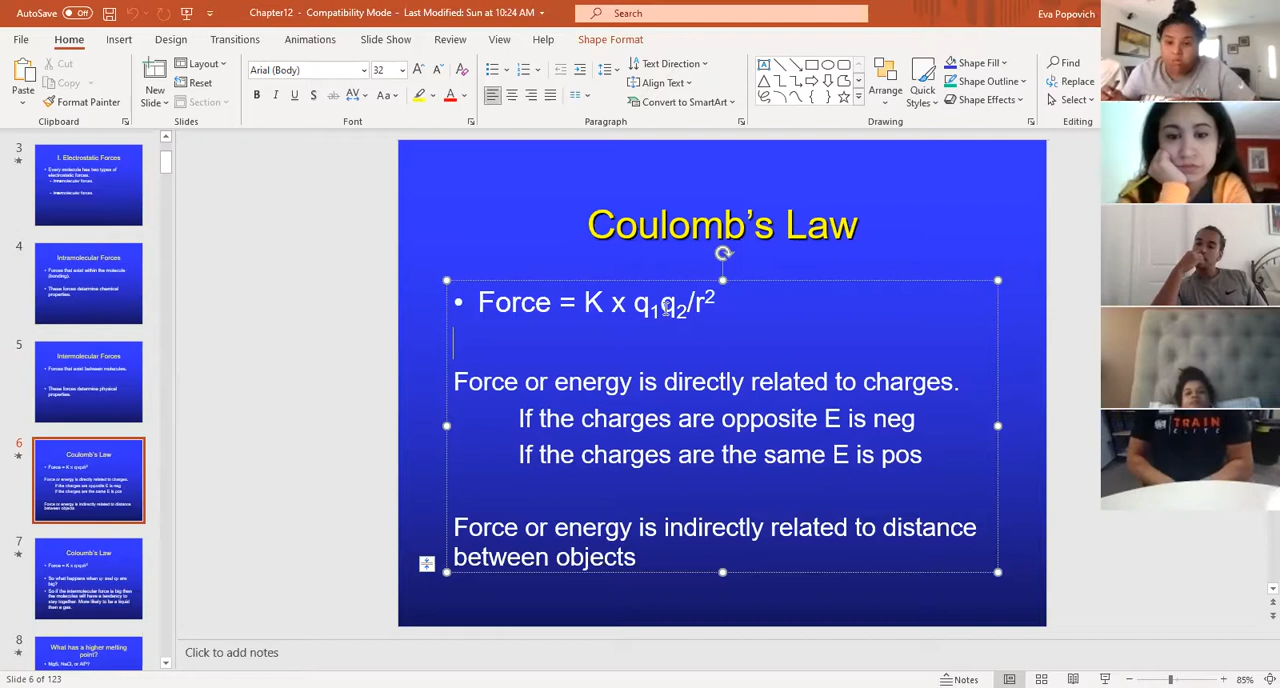 AutoSave Off Chapter12 - Compatibility Mode - Last Modified: Sun at 10:24 AM Search Eva Popovich
File Home Insert Design Transitions Animations Slide Show Review View Help Shape Format
Paste Cut Copy Format Painter
Clipboard
New Slide Layout Reset Section
Slides
Arial (Body) 32
B I U S ab AV Aa A
Font
Text Direction
Align Text
Convert to SmartArt
Paragraph
Arrange Quick Styles
Shape Fill
Shape Outline
Shape Effects
Drawing
Find
Replace
Select
Editing
3
I. Electrostatic Forces
• Every molecule has two types of
electrostatic forces.
– Intramolecular forces.
– Intermolecular forces.
4
Intramolecular Forces
• Forces that exist within the molecule
(bonding).
• These forces determine chemical
properties.
5
Intermolecular Forces
• Forces that exist between molecules.
• These forces determine physical
properties.
6
Coulomb's Law
• Force = K x q₁q₂/r²
Force or energy is directly related to charges.
If the charges are opposite E is neg
If the charges are the same E is pos
Force or energy is indirectly related to distance
between objects
7
Coloumb's Law
• Force = K x q₁q₂/r²
• So what happens when q₁ and q₂ are
big?
• So if the intermolecular force is big then
the molecules will have a tendency to
stay together. More likely to be a liquid
than a gas.
8
What has a higher melting
point?
• MgS, NaCl, or AlP?
Coulomb's Law
• Force = K x q₁q₂/r²
Force or energy is directly related to charges.
If the charges are opposite E is neg
If the charges are the same E is pos
Force or energy is indirectly related to distance
between objects
TRAIN
ELITE
Click to add notes
Slide 6 of 123 Notes 85%